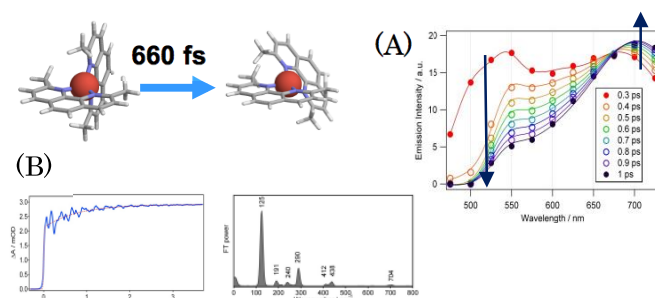 660 fs
(A)
Emission Intensity / a.u.
20
15
10
5
0
0.3 ps
0.4 ps
0.5 ps
0.6 ps
0.7 ps
0.8 ps
0.9 ps
1 ps
500 550 600 650 700
Wavelength / nm
(B)
ΔA / mOD
3.0
2.5
2.0
1.5
1.0
0.5
0.0
0 1 2 3
FT power
125
191
240
290
412
438
704
0 100 200 300 400 500 600 700 800